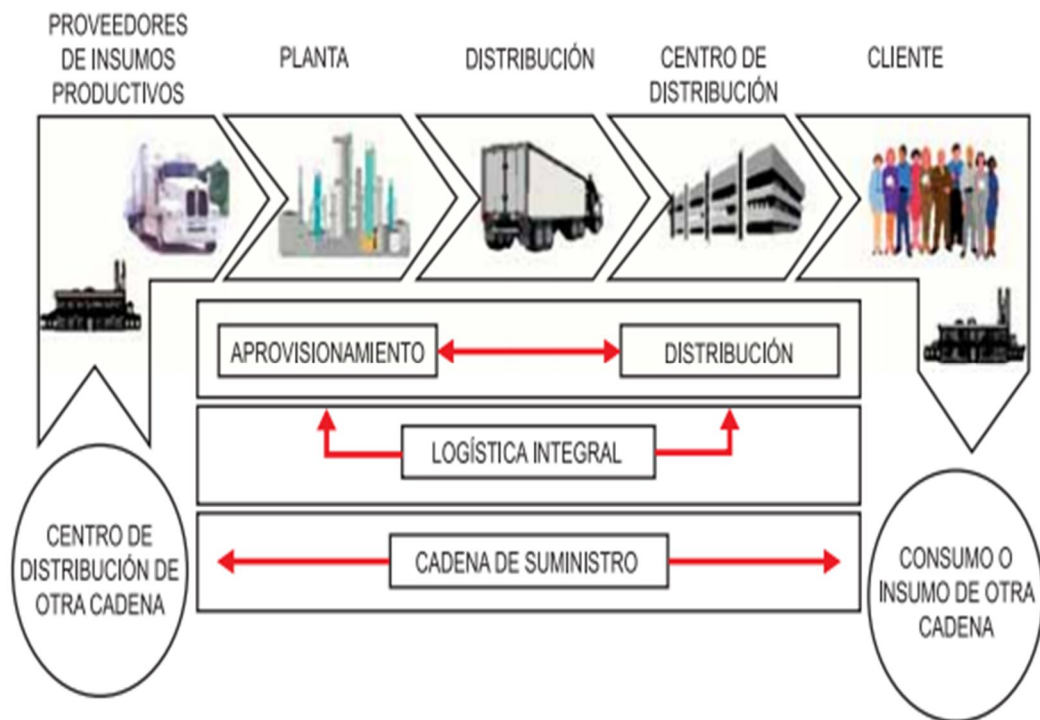 PROVEEDORES
DE INSUMOS
PRODUCTIVOS
PLANTA
DISTRIBUCIÓN
CENTRO DE
DISTRIBUCIÓN
CLIENTE
APROVISIONAMIENTO
DISTRIBUCIÓN
LOGÍSTICA INTEGRAL
CADENA DE SUMINISTRO
CENTRO DE
DISTRIBUCIÓN DE
OTRA CADENA
CONSUMO O
INSUMO DE OTRA
CADENA